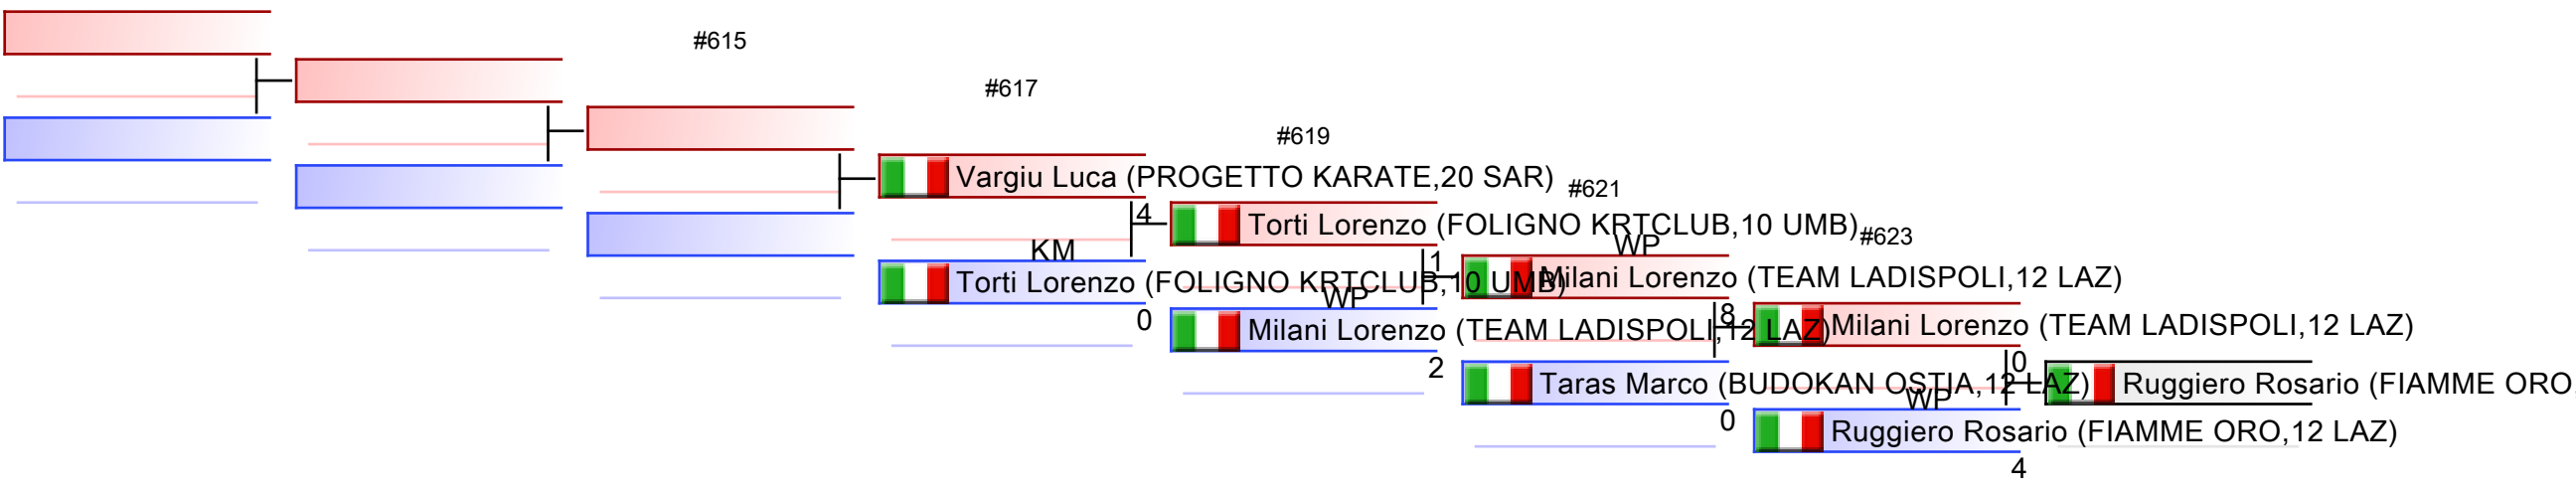 #615
#617
#619
Vargiu Luca (PROGETTO KARATE,20 SAR)
#621
4
Torti Lorenzo (FOLIGNO KRTCLUB,10 UMB)
#623
KM
WP
1
Torti Lorenzo (FOLIGNO KRTCLUB,10 UMB)
Milani Lorenzo (TEAM LADISPOLI,12 LAZ)
WP
0
8
Milani Lorenzo (TEAM LADISPOLI,12 LAZ)
Milani Lorenzo (TEAM LADISPOLI,12 LAZ)
2
0
Taras Marco (BUDOKAN OSTIA,12 LAZ)
Ruggiero Rosario (FIAMME ORO,
WP
0
Ruggiero Rosario (FIAMME ORO,12 LAZ)
4